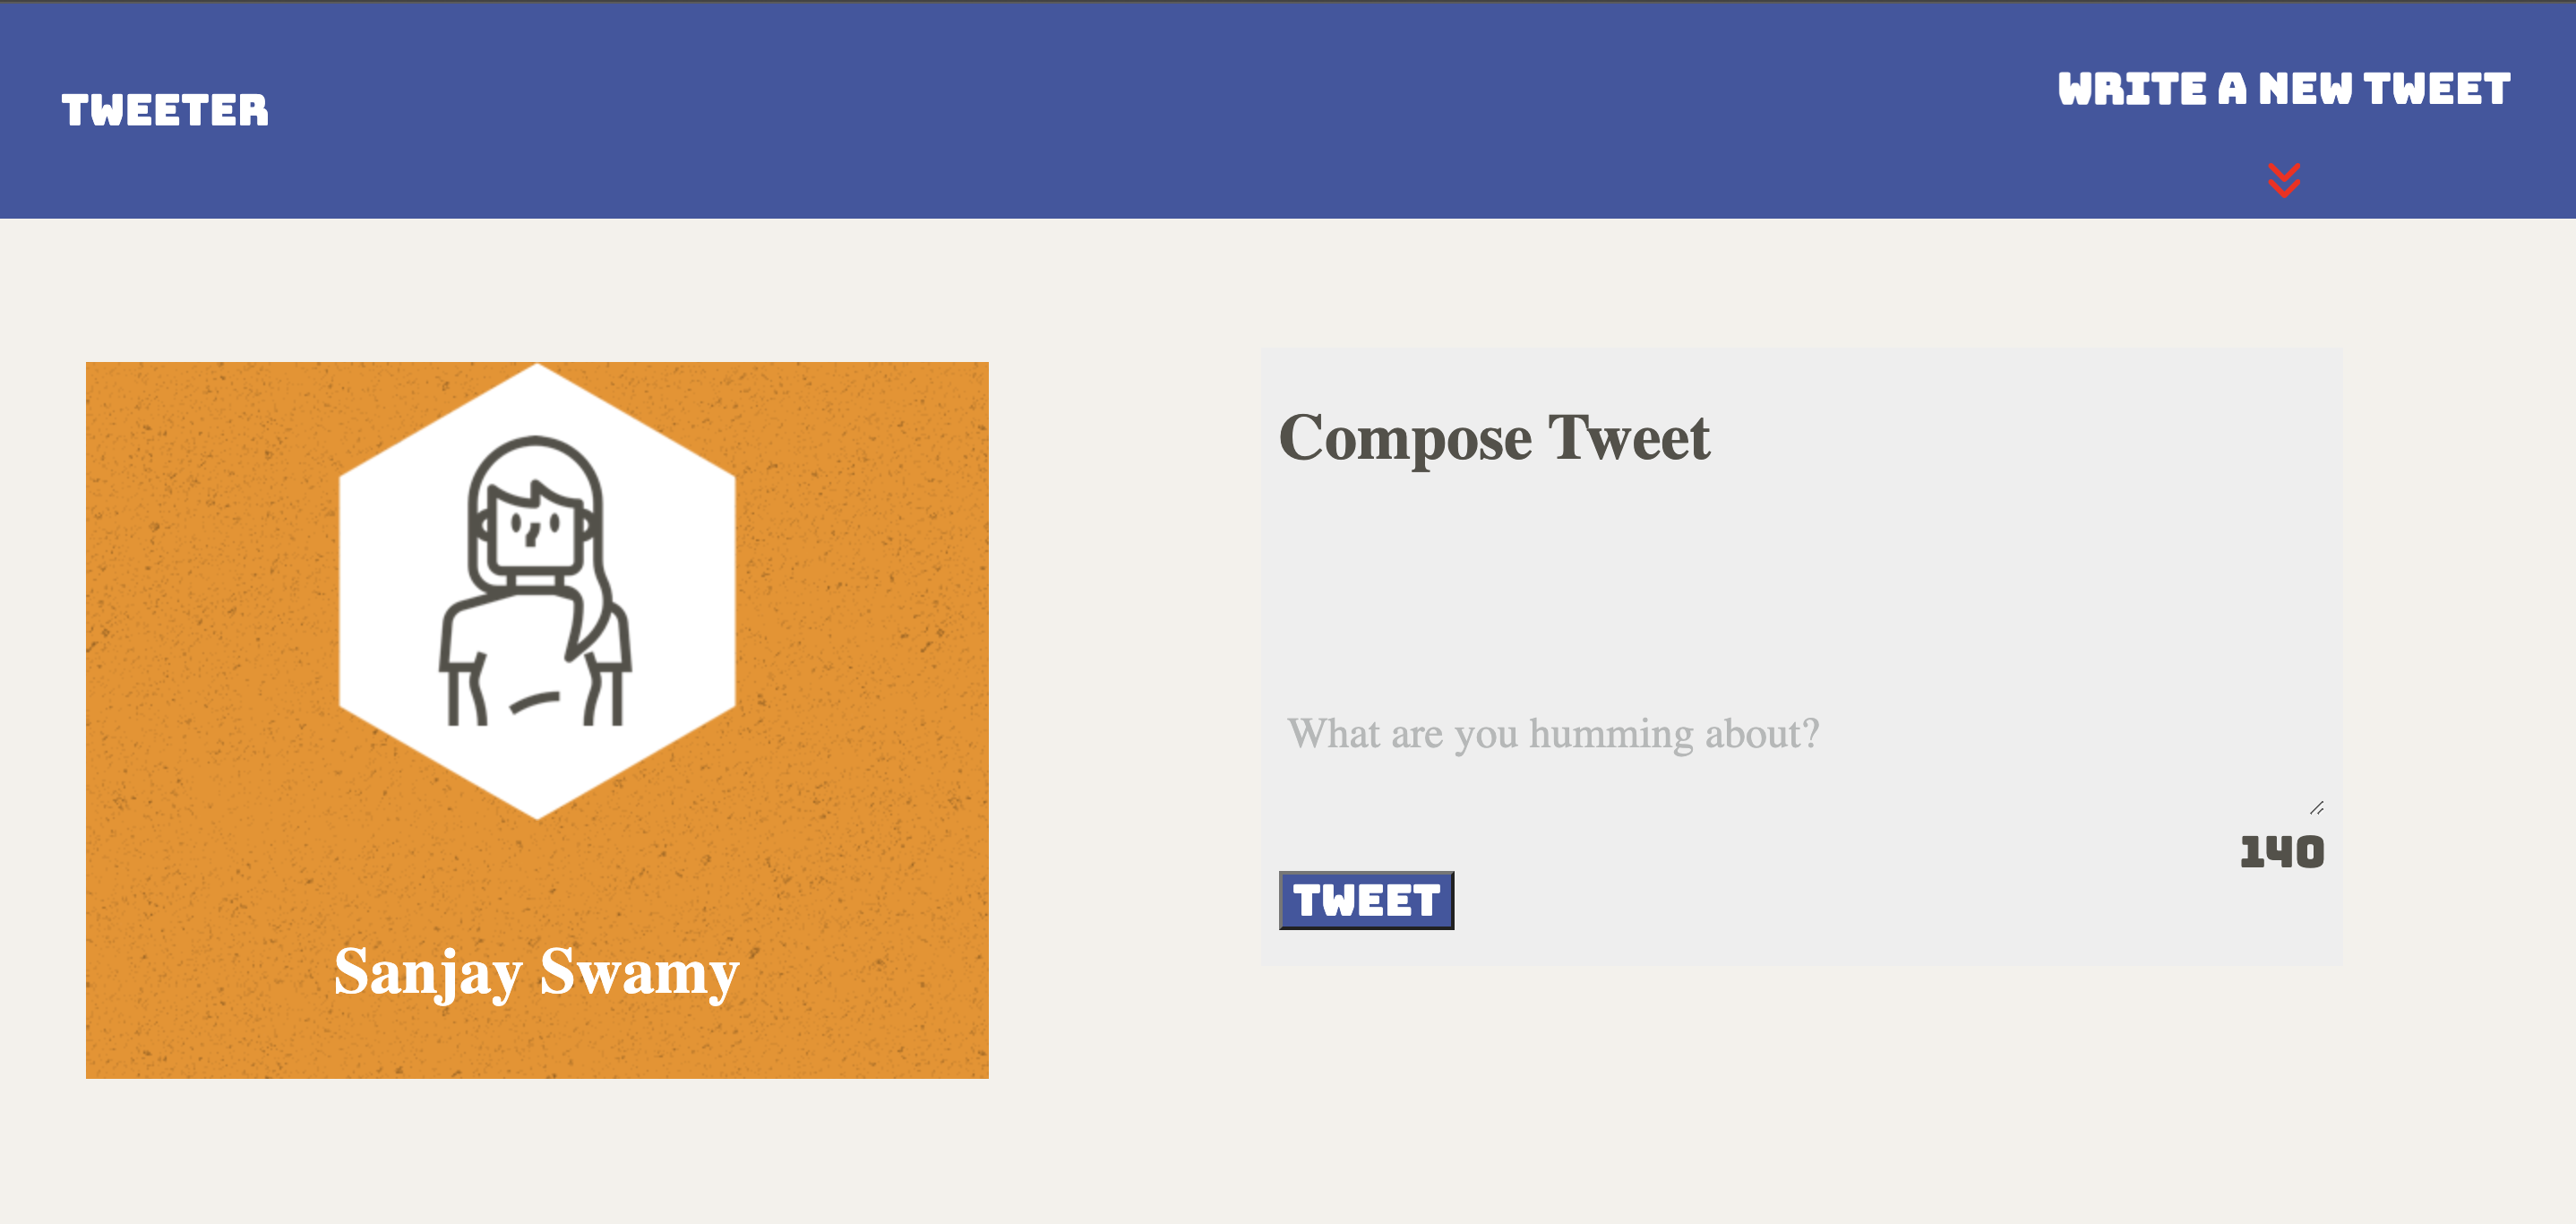 TWEETER
WRITE A NEW TWEET
Sanjay Swamy
Compose Tweet
What are you humming about?
140
TWEET